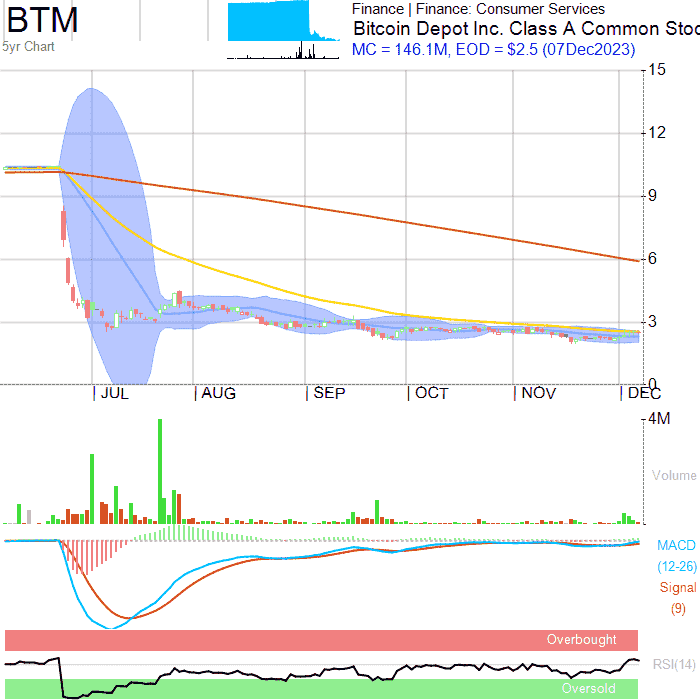 BTM
5yr Chart
Finance | Finance: Consumer Services
Bitcoin Depot Inc. Class A Common Stoc
MC = 146.1M, EOD = $2.5 (07Dec2023)
15
12
9
6
3
0
JUL AUG SEP OCT NOV DEC
4M
Volume
MACD
(12-26)
Signal
(9)
Overbought
RSI(14)
Oversold